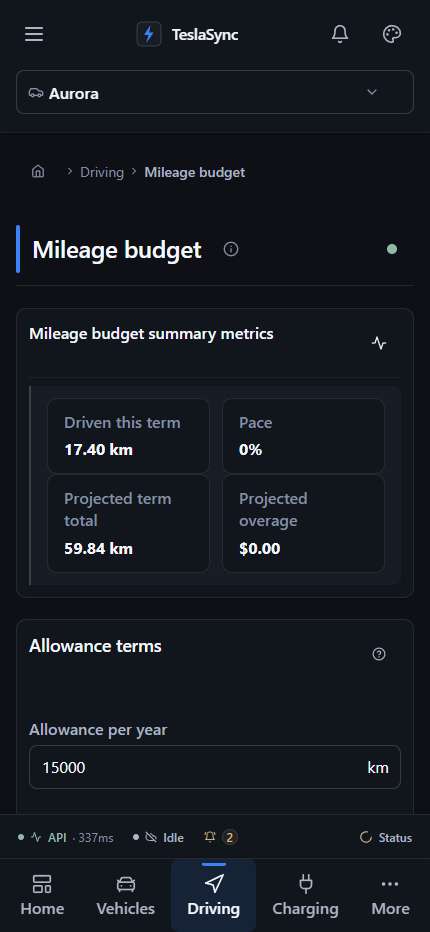 TeslaSync
Aurora
Driving
Mileage budget
Mileage budget
Mileage budget summary metrics
Driven this term
17.40 km
Pace
0%
Projected term
total
59.84 km
Projected
overage
$0.00
Allowance terms
Allowance per year
15000 km
API · 337ms
Idle
2
Status
Home
Vehicles
Driving
Charging
More